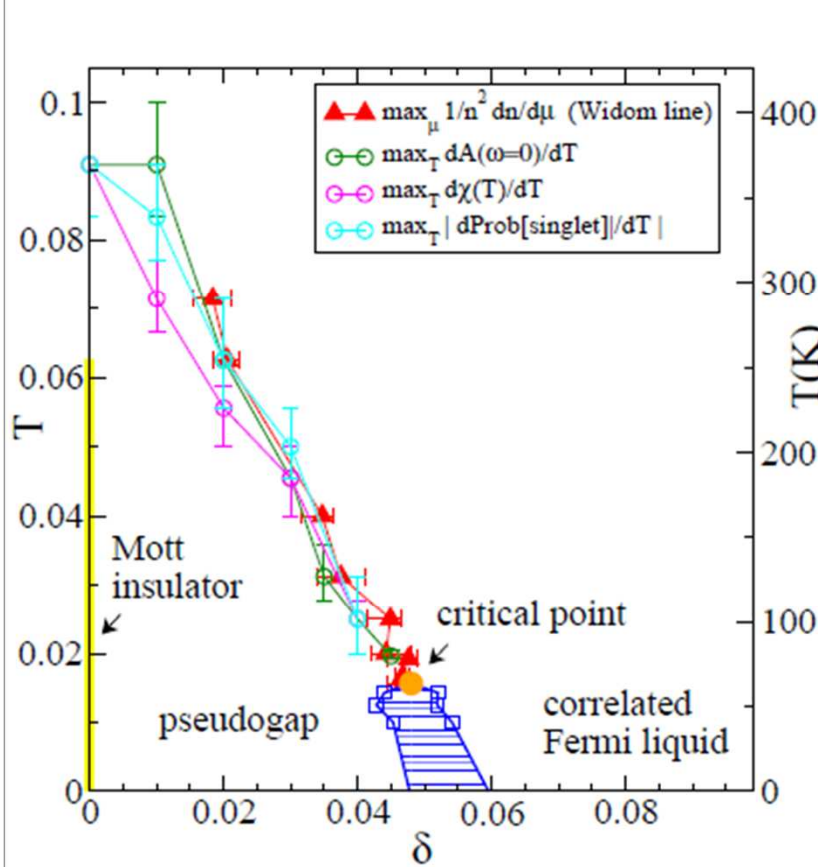 max_μ 1/n² dn/dμ (Widom line)
max_T dA(ω=0)/dT
max_T dχ(T)/dT
max_T | dProb[singlet]|/dT |
0.1
0.08
0.06
0.04
0.02
0
T
400
300
200
100
0
T(K)
Mott
insulator
critical point
pseudogap
correlated
Fermi liquid
0 0.02 0.04 0.06 0.08
δ